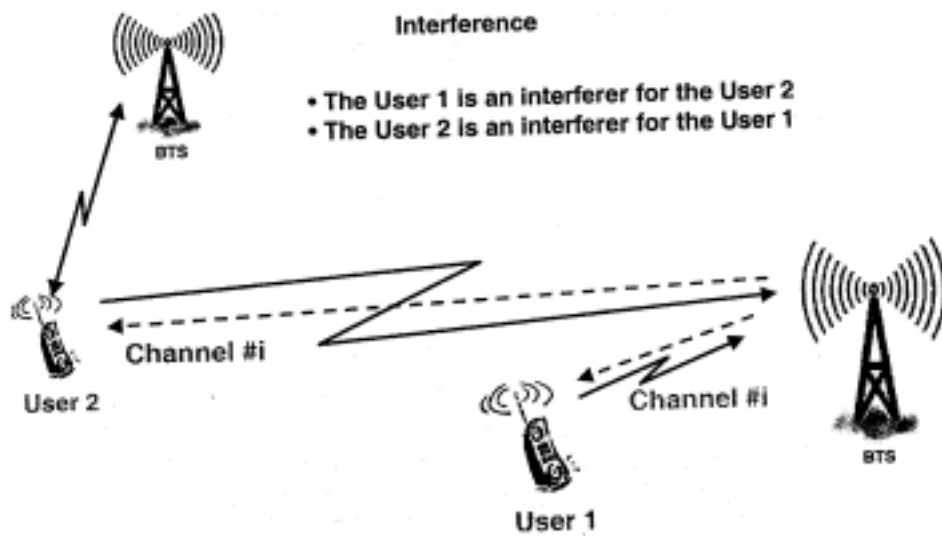 Interference
• The User 1 is an interferer for the User 2
• The User 2 is an interferer for the User 1
BTS
Channel #i
User 2
Channel #i
BTS
User 1